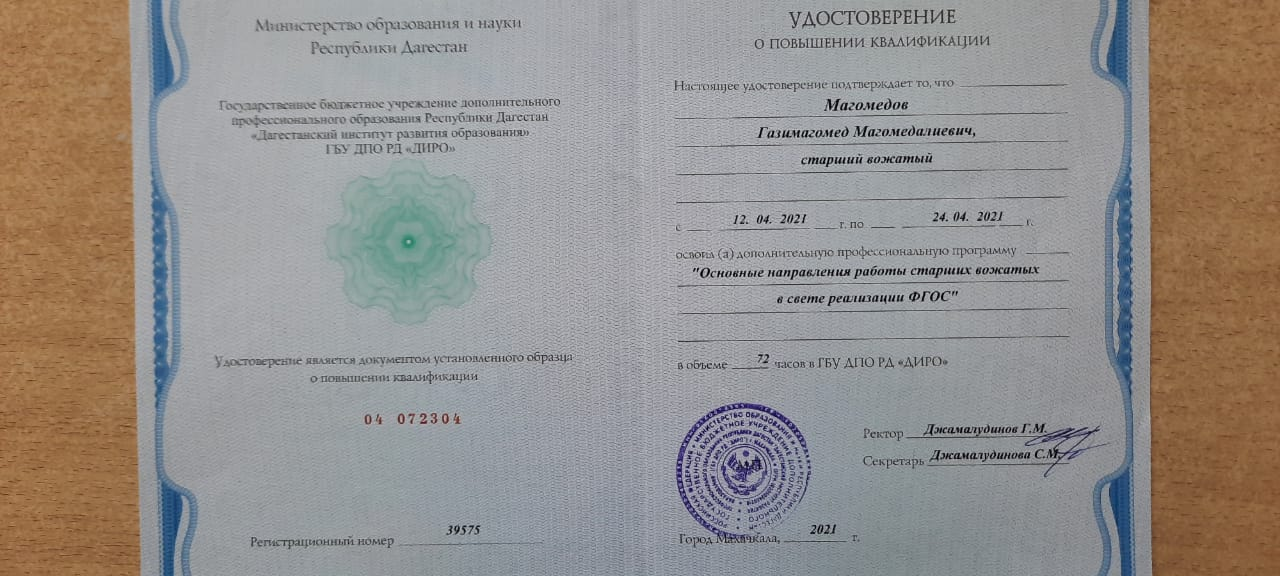 Министерство образования и науки
Республики Дагестан
Государственное бюджетное учреждение дополнительного
профессионального образования Республики Дагестан
«Дагестанский институт развития образования»
ГБУ ДПО РД «ДИРО»
Удостоверение является документом установленного образца
о повышении квалификации
04 072304
39575
Регистрационный номер
УДОСТОВЕРЕНИЕ
О ПОВЫШЕНИИ КВАЛИФИКАЦИИ
Настоящее удостоверение подтверждает то, что
Магомедов
Газимагомед Магомедалиевич,
старший вожатый
с 12. 04. 2021 г. по 24. 04. 2021 г.
освоил (а) дополнительную профессиональную программу
"Основные направления работы старших вожатых
в свете реализации ФГОС"
в объеме 72 часов в ГБУ ДПО РД «ДИРО»
Ректор Джамалудинов Г.М.
Секретарь Джамалудинова С.М.
Город Махачкала, 2021 г.